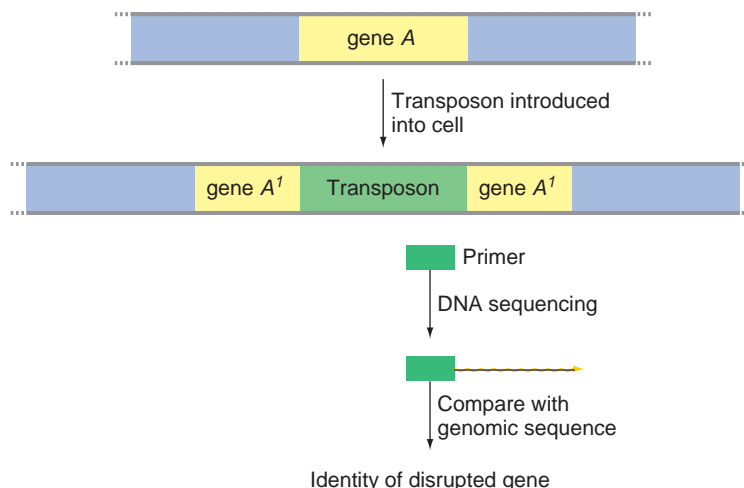 gene A
Transposon introduced
into cell
gene A¹ Transposon gene A¹
Primer
DNA sequencing
Compare with
genomic sequence
Identity of disrupted gene